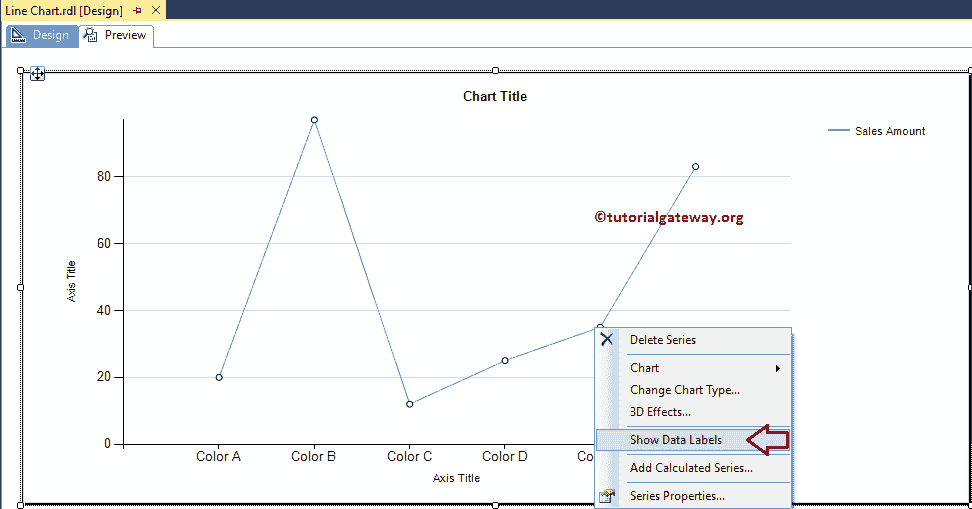 Line Chart.rdl [Design]
Design Preview
Chart Title
Sales Amount
80
©tutorialgateway.org
60
Axis Title
40
20
0
Color A Color B Color C Color D Co
Axis Title
Delete Series
Chart
Change Chart Type...
3D Effects...
Show Data Labels
Add Calculated Series...
Series Properties...